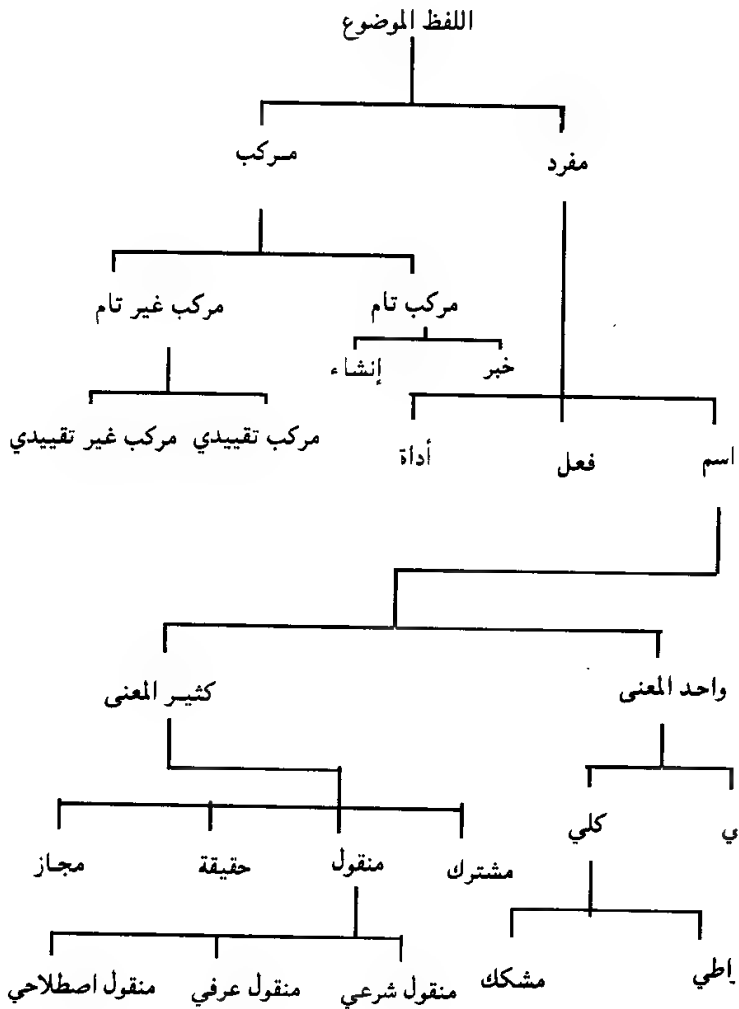 اللفظ الموضوع
مفرد مركب
مركب تام مركب غير تام
خبر إنشاء
مركب تقييدي مركب غير تقييدي
اسم فعل أداة
واحد المعنى كثير المعنى
ي كلي
مشترك منقول حقيقة مجاز
راطي مشكك
منقول شرعي منقول عرفي منقول اصطلاحي